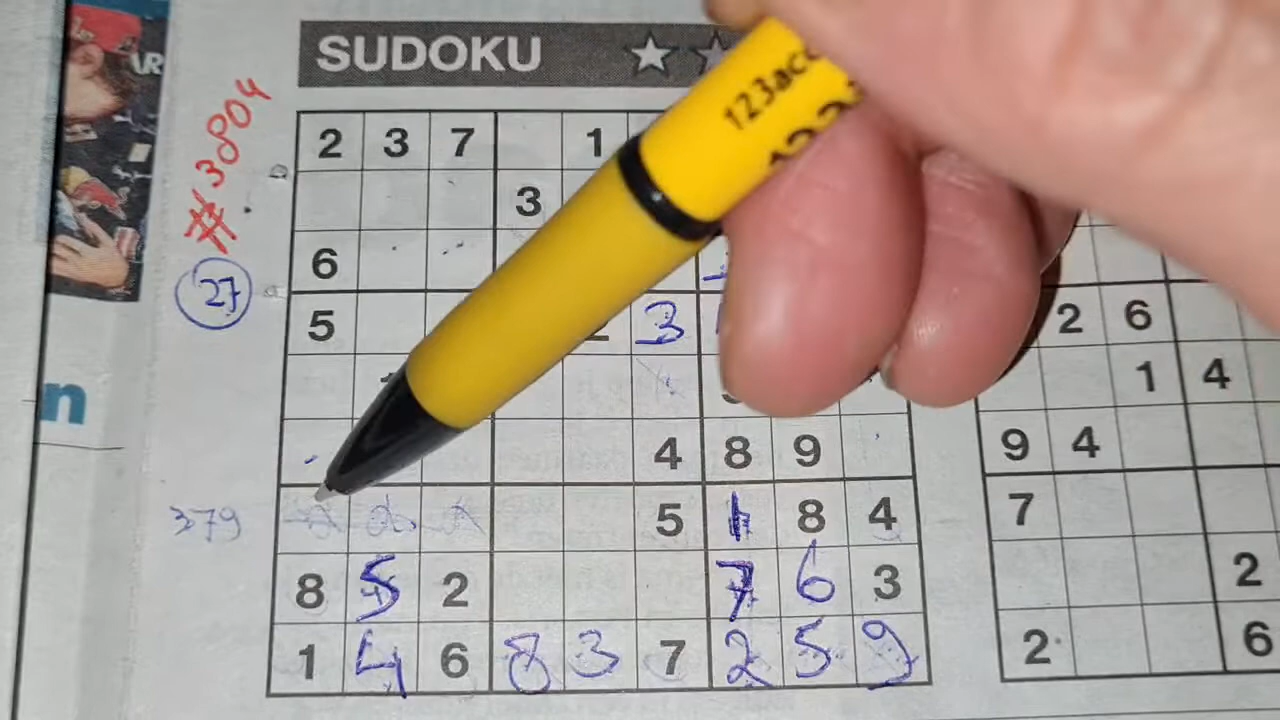 SUDOKU
123acc
#3804
27
n
2 3 7 1
3
6
5 3
4 8 9
379
5 1 8 4
8 5 2 7 6 3
1 4 6 8 3 7 2 5 9
2 6
1 4
9 4
7
2
2 6